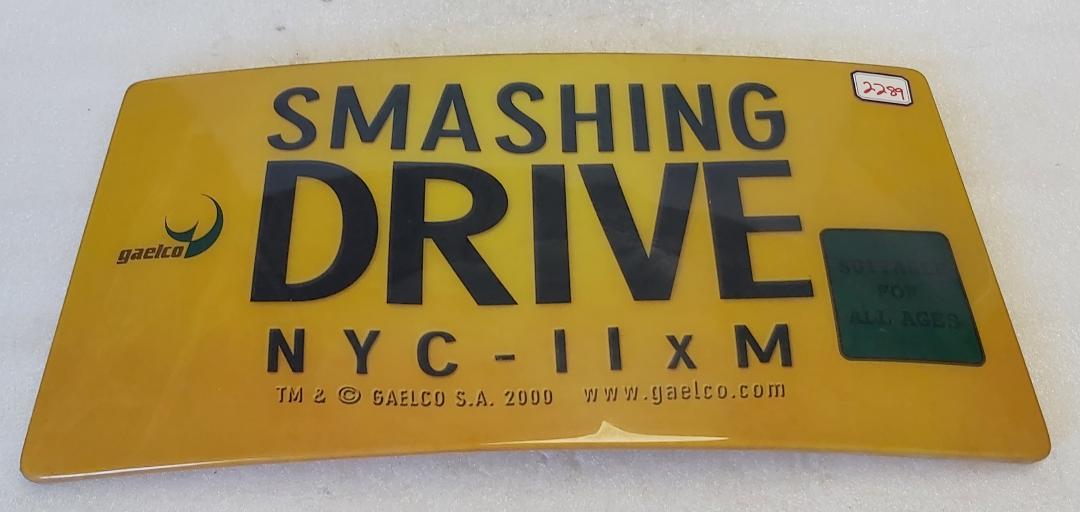 SMASHING
2289
DRIVE
gaelco
SUITABLE
FOR
ALL AGES
NYC-IIxM
TM & © GAELCO S.A. 2000 www.gaelco.com